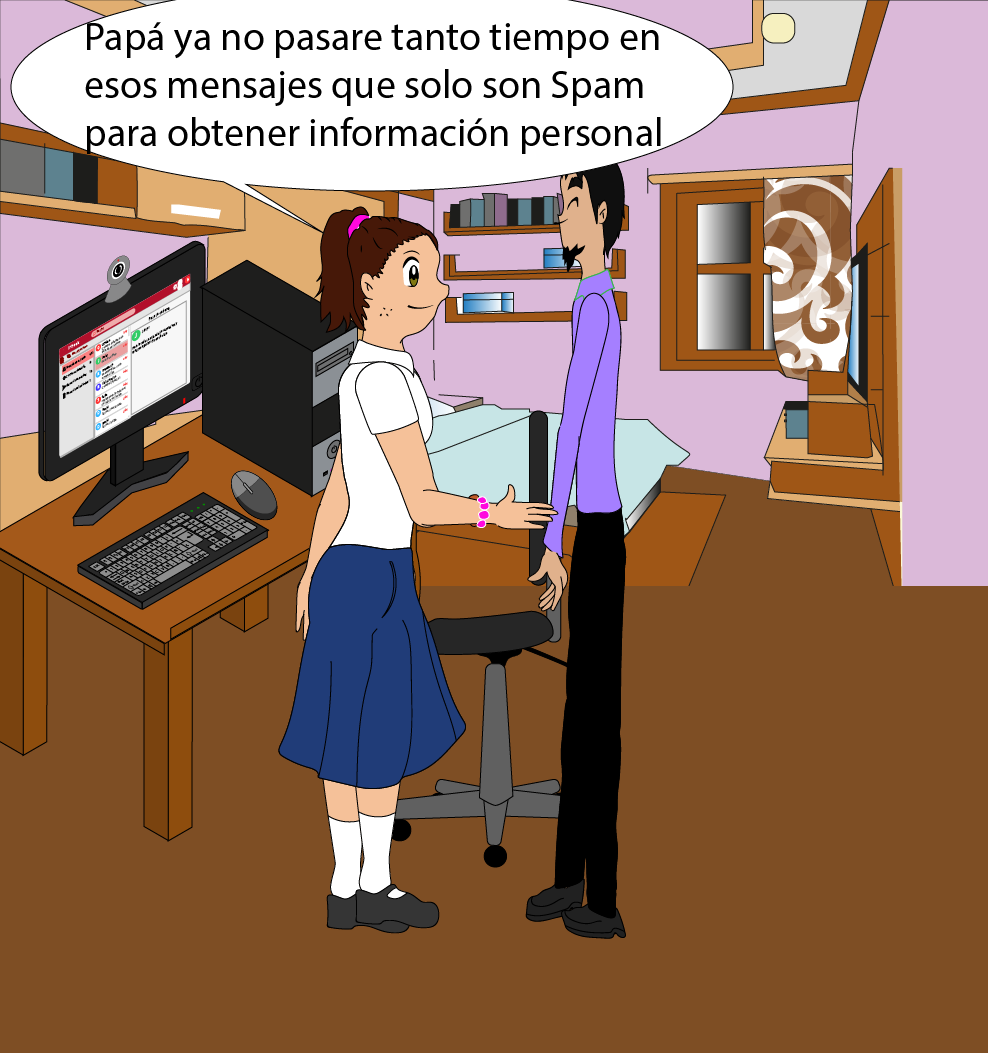 Papá ya no pasare tanto tiempo en
esos mensajes que solo son Spam
para obtener información personal